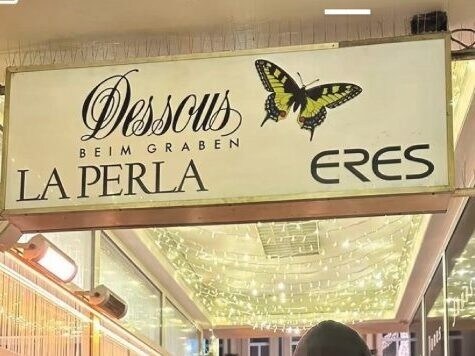 Dessous
BEIM GRABEN
LA PERLA
ERES